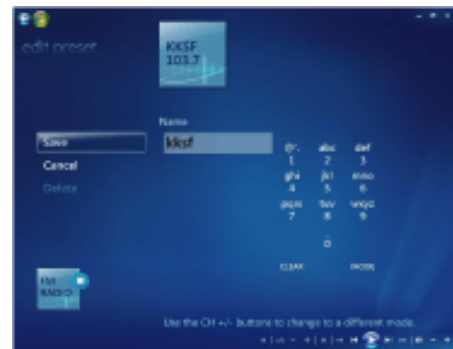 edit preset
KKSF
103.7
Name
kksf
Save
Cancel
Delete
abc def
1 2 3
ghi jkl mno
4 5 6
pqrs tuv wxyz
7 8 9
0
CLEAR MODE
FM
RADIO
Use the CH +/- buttons to change to a different mode.